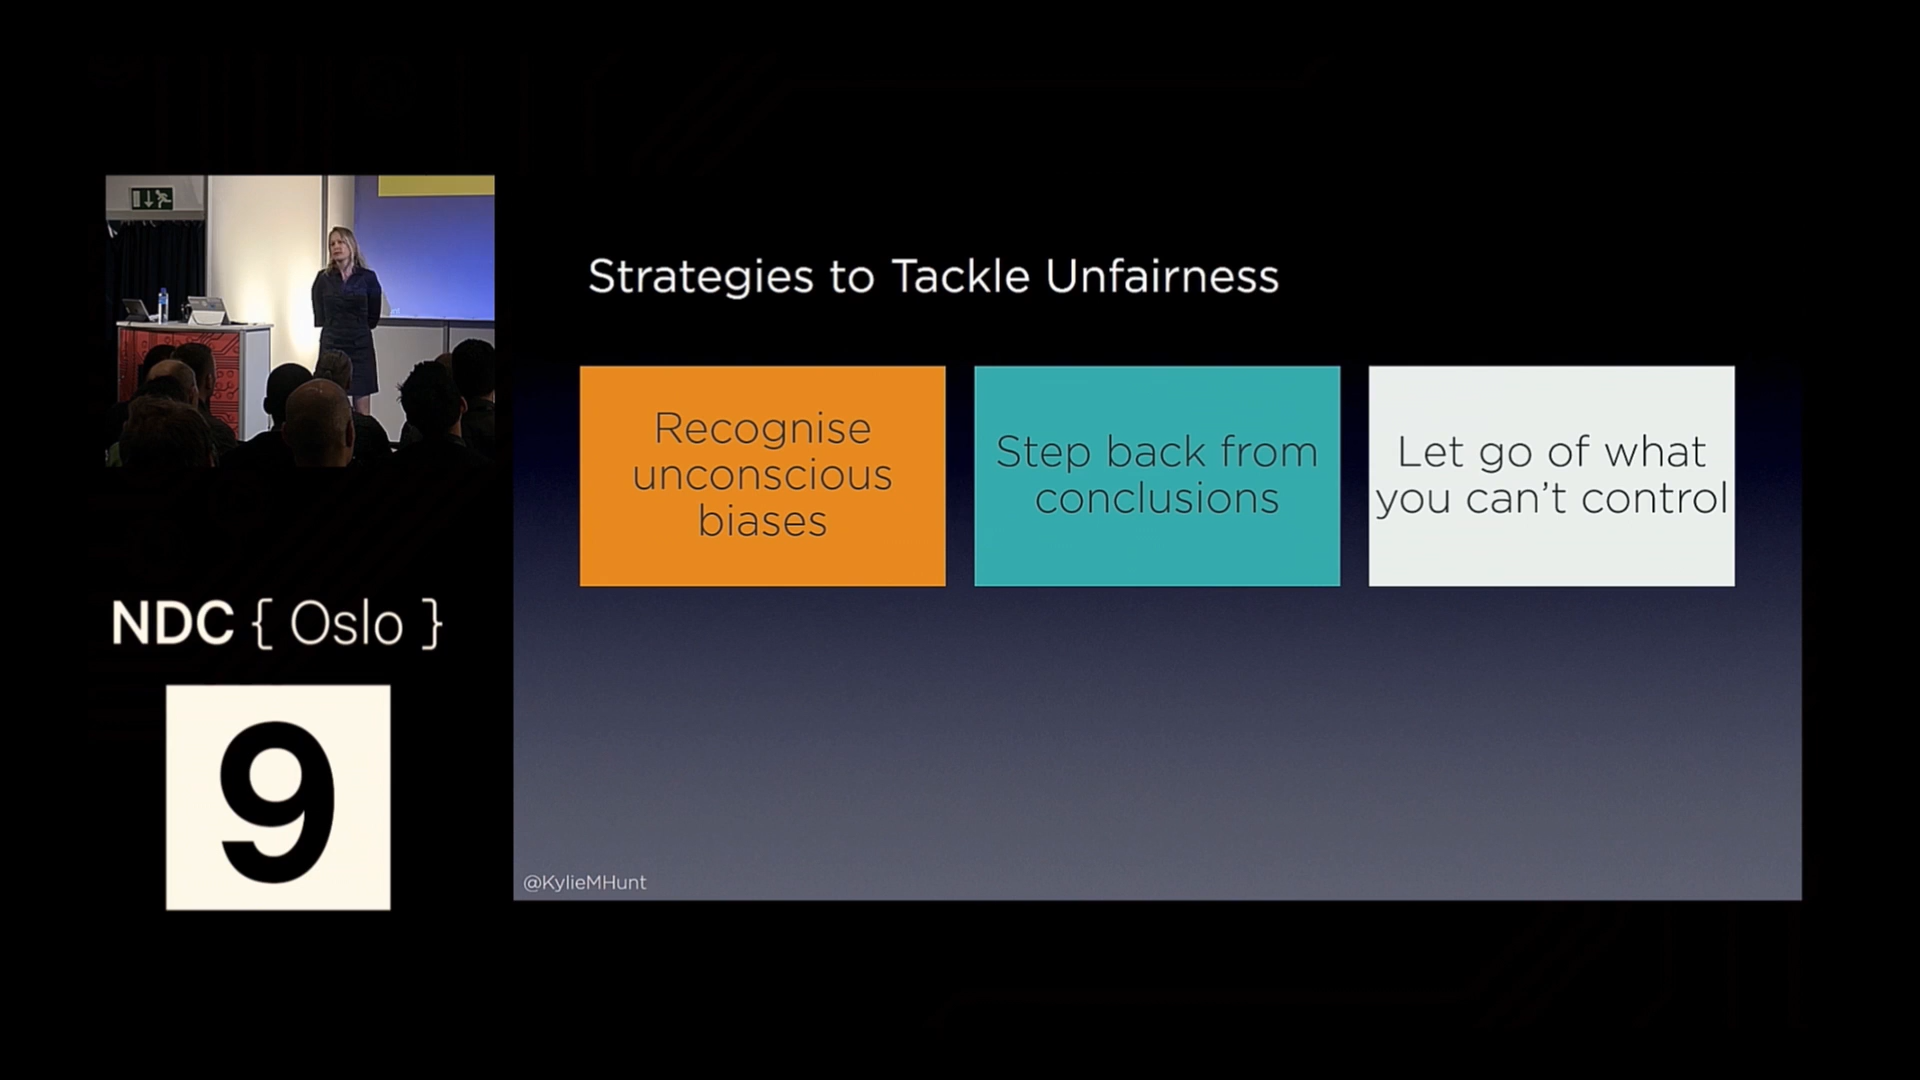 Strategies to Tackle Unfairness
Recognise
unconscious
biases
Step back from
conclusions
Let go of what
you can't control
NDC { Oslo }
9
@KylieMHunt